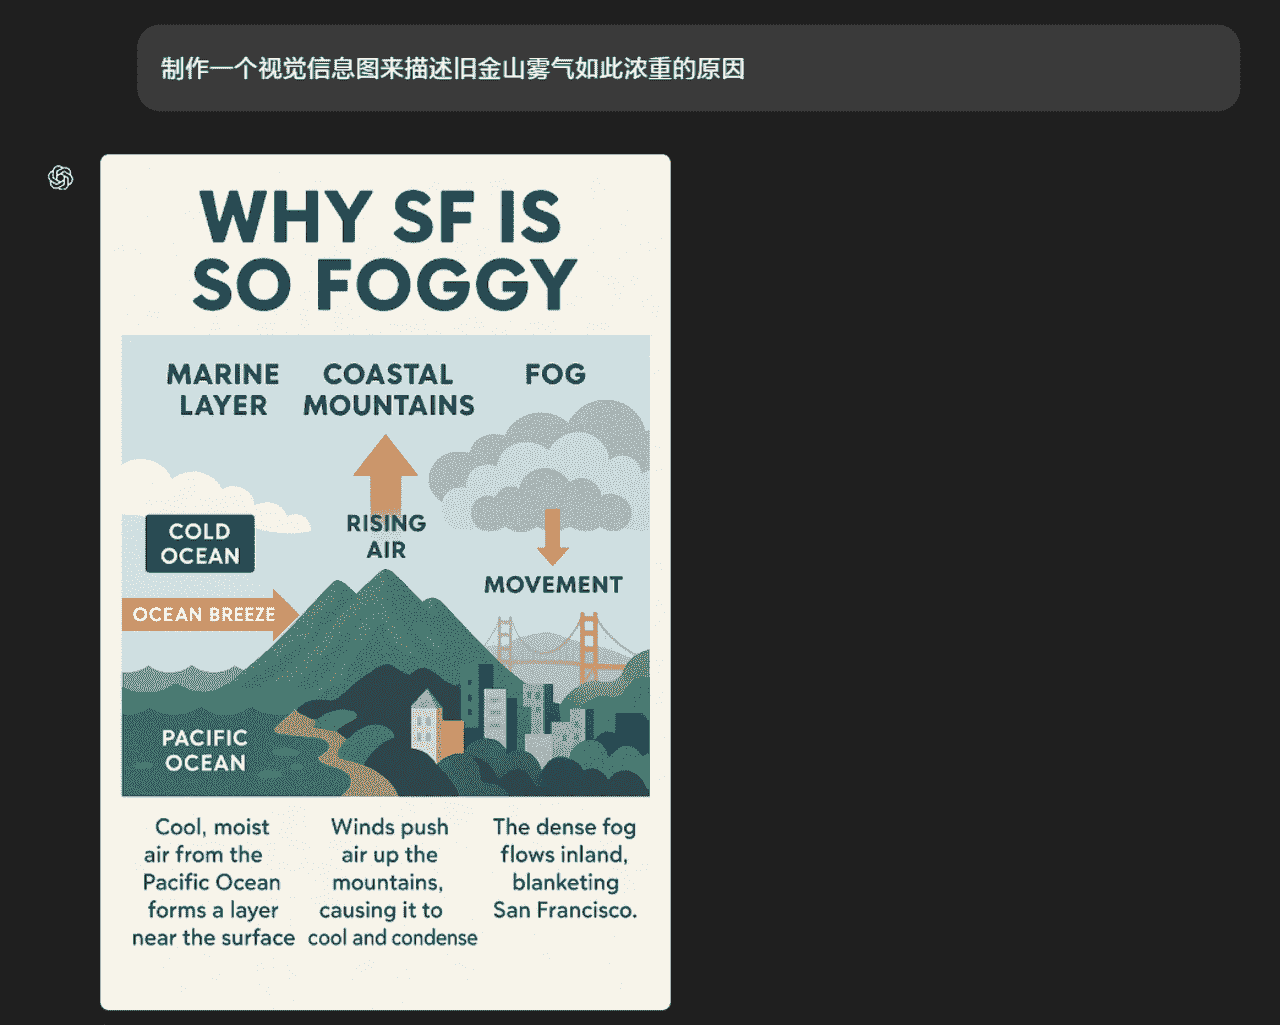 制作一个视觉信息图来描述旧金山雾气如此浓重的原因
WHY SF IS
SO FOGGY
MARINE
LAYER
COASTAL
MOUNTAINS
FOG
COLD
OCEAN
RISING
AIR
MOVEMENT
OCEAN BREEZE
PACIFIC
OCEAN
Cool, moist
air from the
Pacific Ocean
forms a layer
near the surface
Winds push
air up the
mountains,
causing it to
cool and condense
The dense fog
flows inland,
blanketing
San Francisco.